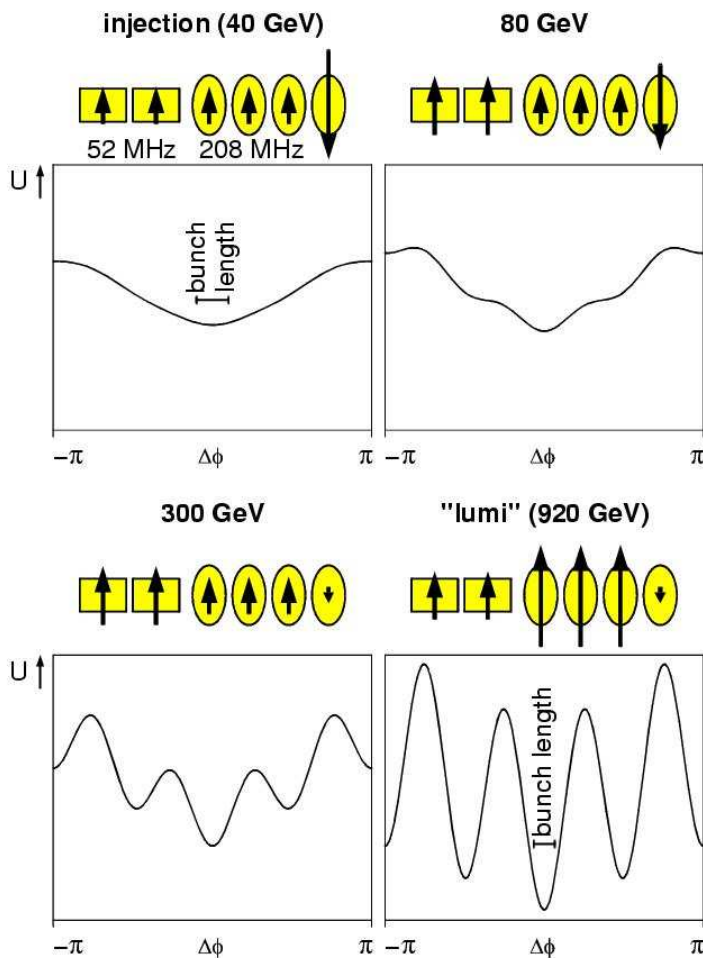 injection (40 GeV)
80 GeV
52 MHz 208 MHz
U
bunch
length
−π Δϕ π
−π Δϕ π
300 GeV
"lumi" (920 GeV)
U
bunch length
−π Δϕ π
−π Δϕ π